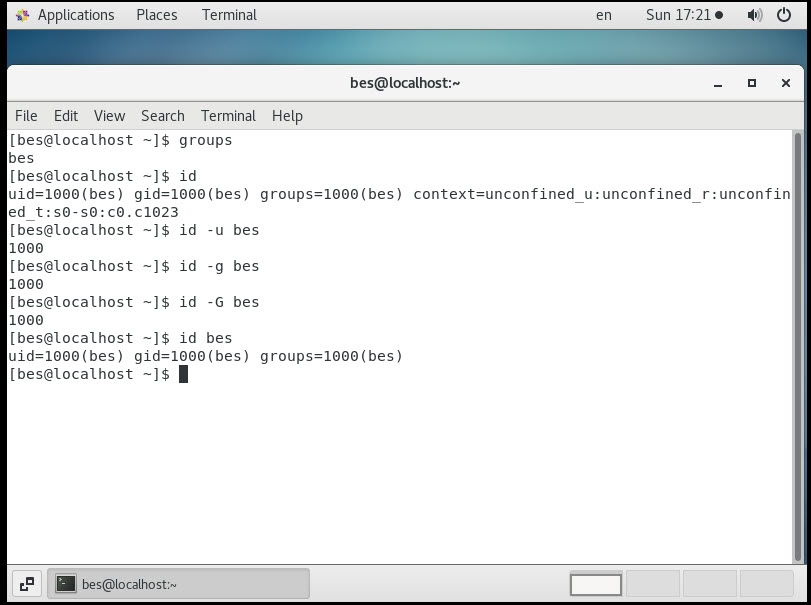 Applications Places Terminal en Sun 17:21
bes@localhost:~
File Edit View Search Terminal Help
[bes@localhost ~]$ groups
bes
[bes@localhost ~]$ id
uid=1000(bes) gid=1000(bes) groups=1000(bes) context=unconfined_u:unconfined_r:unconfin
ed_t:s0-s0:c0.c1023
[bes@localhost ~]$ id -u bes
1000
[bes@localhost ~]$ id -g bes
1000
[bes@localhost ~]$ id -G bes
1000
[bes@localhost ~]$ id bes
uid=1000(bes) gid=1000(bes) groups=1000(bes)
[bes@localhost ~]$
bes@localhost:~